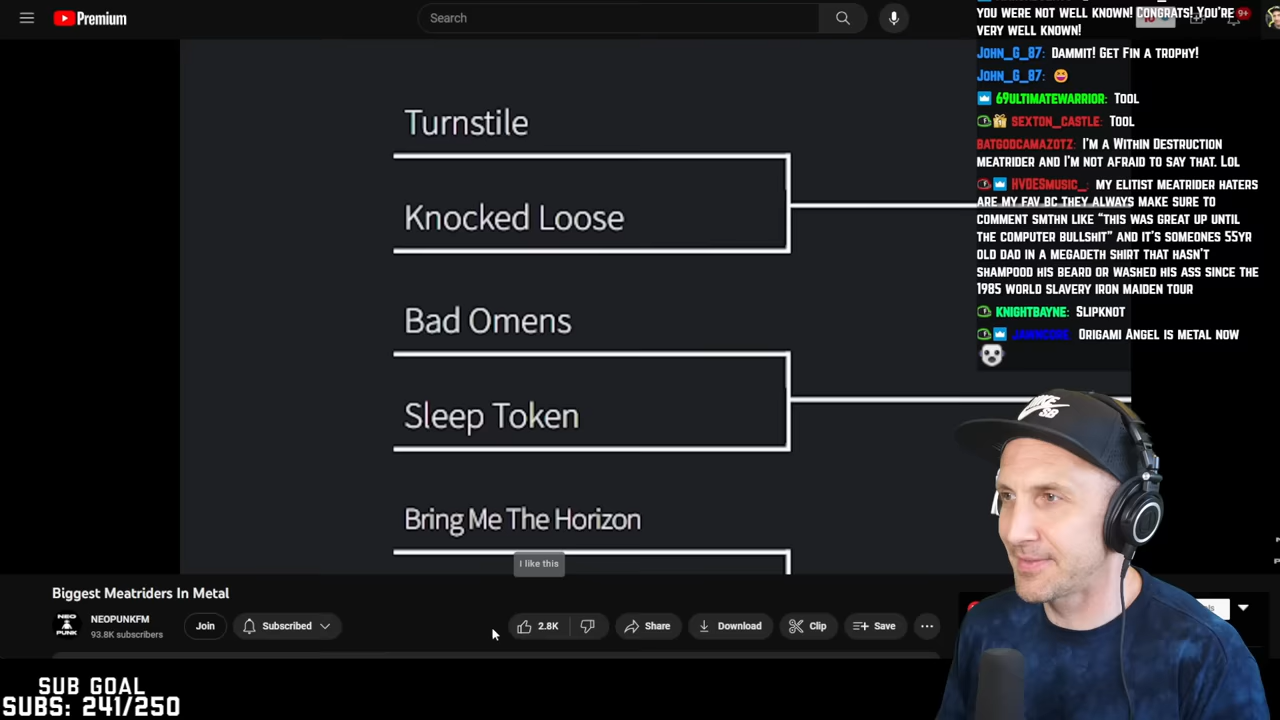 Premium
Search
9+
YOU WERE NOT WELL KNOWN! CONGRATS! YOU'RE
VERY WELL KNOWN!
JOHN_G_87: DAMMIT! GET FIN A TROPHY!
JOHN_G_87:
69ULTIMATEWARRIOR: TOOL
SEXTON_CASTLE: TOOL
BATGODCAMAZOTZ: I'M A WITHIN DESTRUCTION
MEATRIDER AND I'M NOT AFRAID TO SAY THAT. LOL
HVDESMUSIC_: MY ELITIST MEATRIDER HATERS
ARE MY FAV BC THEY ALWAYS MAKE SURE TO
COMMENT SMTHN LIKE "THIS WAS GREAT UP UNTIL
THE COMPUTER BULLSHIT" AND IT'S SOMEONES 55YR
OLD DAD IN A MEGADETH SHIRT THAT HASN'T
SHAMPOOD HIS BEARD OR WASHED HIS ASS SINCE THE
1985 WORLD SLAVERY IRON MAIDEN TOUR
KNIGHTBAYNE: SLIPKNOT
JAWNCORE: ORIGAMI ANGEL IS METAL NOW
Turnstile
Knocked Loose
Bad Omens
Sleep Token
Bring Me The Horizon
I like this
NIKE
SB
Biggest Meatriders In Metal
NEO
PUNK
NEOPUNKFM
93.8K subscribers
Join
Subscribed
2.8K
Share
Download
Clip
Save
SUB GOAL
SUBS: 241/250